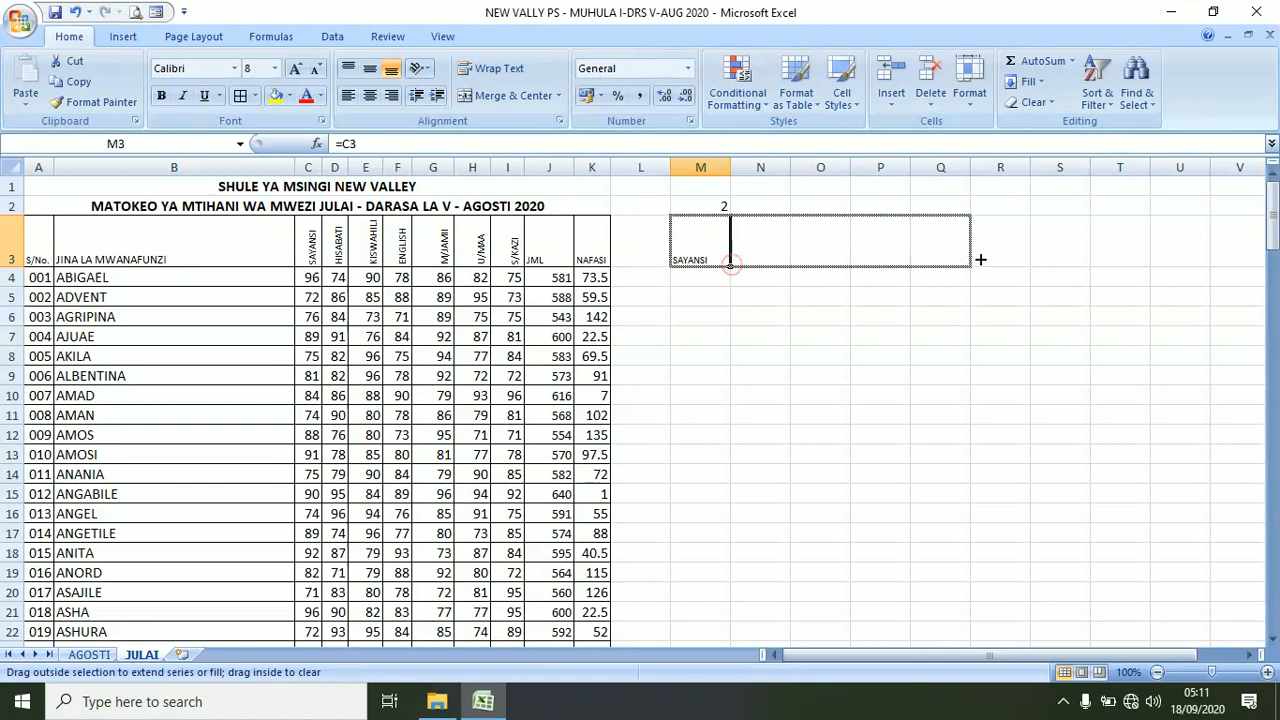 NEW VALLY PS - MUHULA I-DRS V-AUG 2020 - Microsoft Excel
Home Insert Page Layout Formulas Data Review View
Cut
Copy
Format Painter
Paste
Clipboard
Calibri 8
Font
Wrap Text
Merge & Center
Alignment
General
Number
Conditional Formatting
Format as Table
Cell Styles
Styles
Insert
Delete
Format
Cells
AutoSum
Fill
Clear
Sort & Filter
Find & Select
Editing
M3 fx =C3
A B C D E F G H I J K L M N O P Q R S T U V
1 SHULE YA MSINGI NEW VALLEY
2 MATOKEO YA MTIHANI WA MWEZI JULAI - DARASA LA V - AGOSTI 2020 2
3 S/No. JINA LA MWANAFUNZI SAYANSI HISABATI KISWAHILI ENGLISH M/JAMII U/MAA S/KAZI JML NAFASI SAYANSI
4 001 ABIGAEL 96 74 90 78 86 82 75 581 73.5
5 002 ADVENT 72 86 85 88 89 95 73 588 59.5
6 003 AGRIPINA 76 84 73 71 89 75 75 543 142
7 004 AJUAE 89 91 76 84 92 87 81 600 22.5
8 005 AKILA 75 82 96 75 94 77 84 583 69.5
9 006 ALBENTINA 81 82 96 78 92 72 72 573 91
10 007 AMAD 84 86 88 90 79 93 96 616 7
11 008 AMAN 74 90 80 78 86 79 81 568 102
12 009 AMOS 88 76 80 73 95 71 71 554 135
13 010 AMOSI 91 78 85 80 81 77 78 570 97.5
14 011 ANANIA 75 79 90 84 79 90 85 582 72
15 012 ANGABILE 90 95 84 89 96 94 92 640 1
16 013 ANGEL 94 74 96 76 85 91 75 591 55
17 014 ANGETILE 89 74 96 77 80 73 85 574 88
18 015 ANITA 92 87 79 93 73 87 84 595 40.5
19 016 ANORD 82 71 79 88 92 80 72 564 115
20 017 ASAJILE 71 83 80 78 72 81 95 560 126
21 018 ASHA 96 90 82 83 77 77 95 600 22.5
22 019 ASHURA 72 93 95 84 85 74 89 592 52
AGOSTI JULAI
Drag outside selection to extend series or fill; drag inside to clear 100%
Type here to search
05:11
18/09/2020